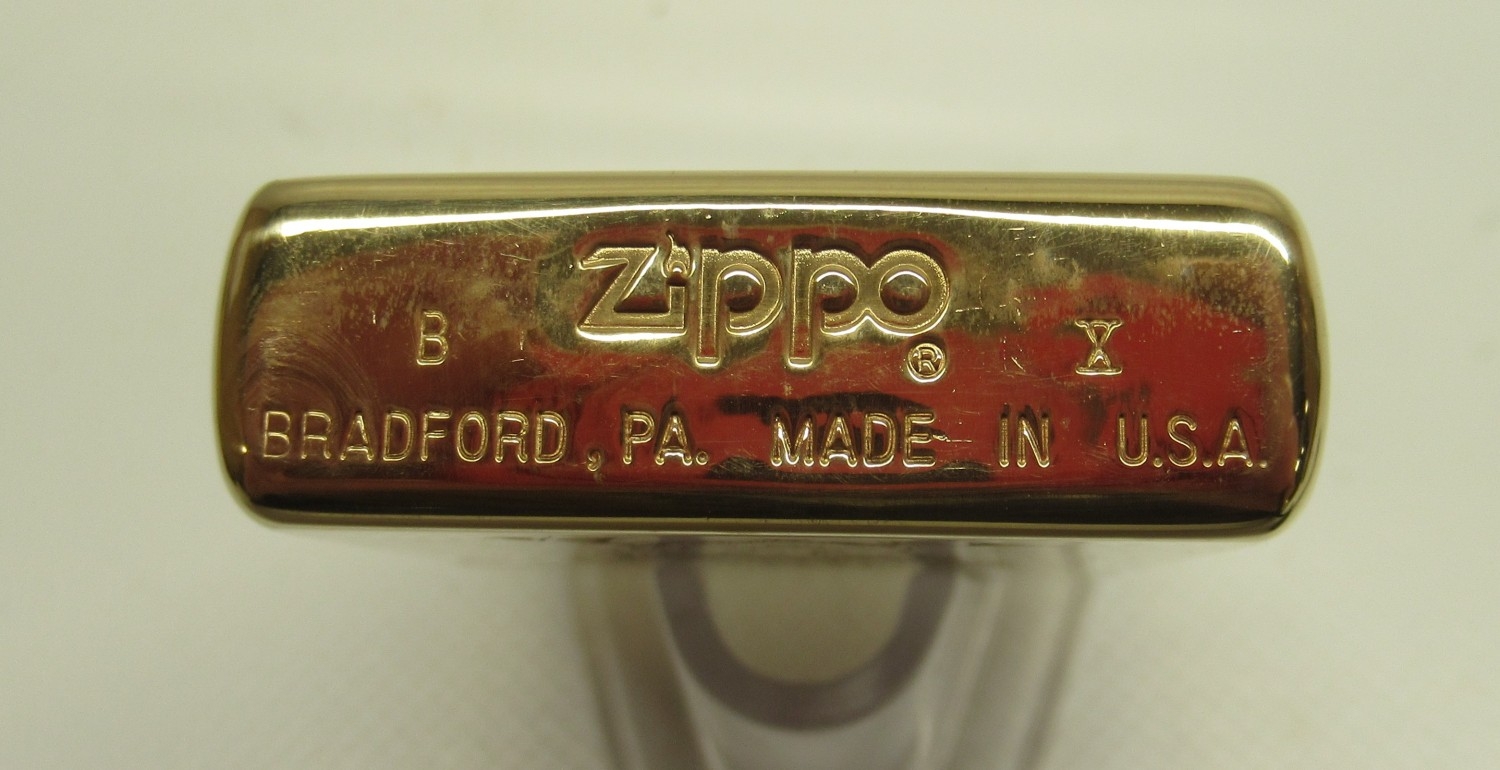 zippo ®
B X
BRADFORD, PA. MADE IN U.S.A.